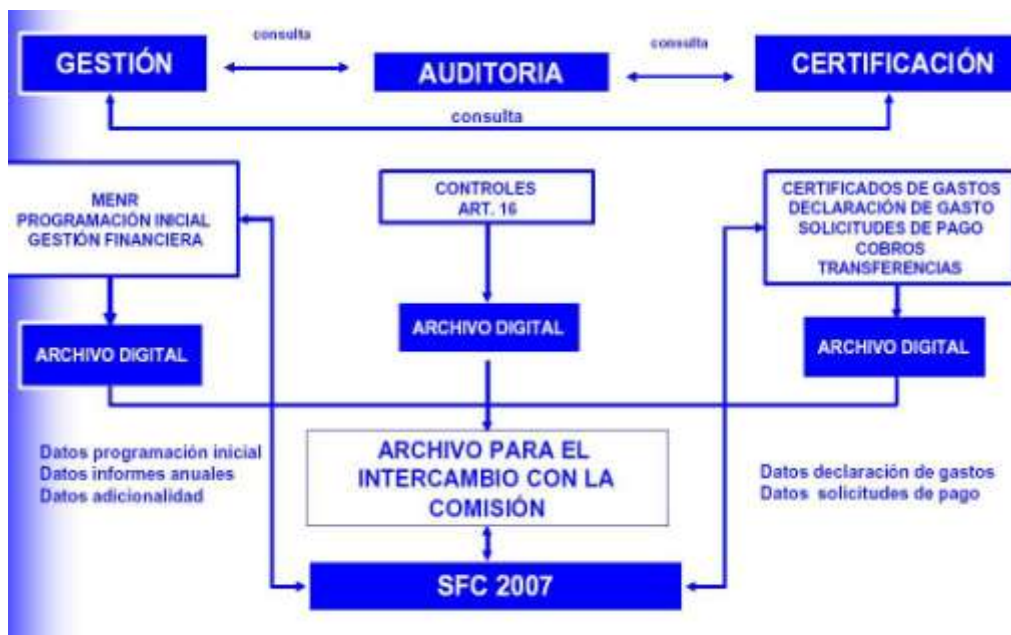 consulta
consulta
GESTIÓN
AUDITORIA
CERTIFICACIÓN
consulta
MENR
PROGRAMACIÓN INICIAL
GESTIÓN FINANCIERA
CONTROLES
ART. 16
CERTIFICADOS DE GASTOS
DECLARACIÓN DE GASTO
SOLICITUDES DE PAGO
COBROS
TRANSFERENCIAS
ARCHIVO DIGITAL
ARCHIVO DIGITAL
ARCHIVO DIGITAL
Datos programación inicial
Datos informes anuales
Datos adicionalidad
ARCHIVO PARA EL
INTERCAMBIO CON LA
COMISIÓN
Datos declaración de gastos
Datos solicitudes de pago
SFC 2007